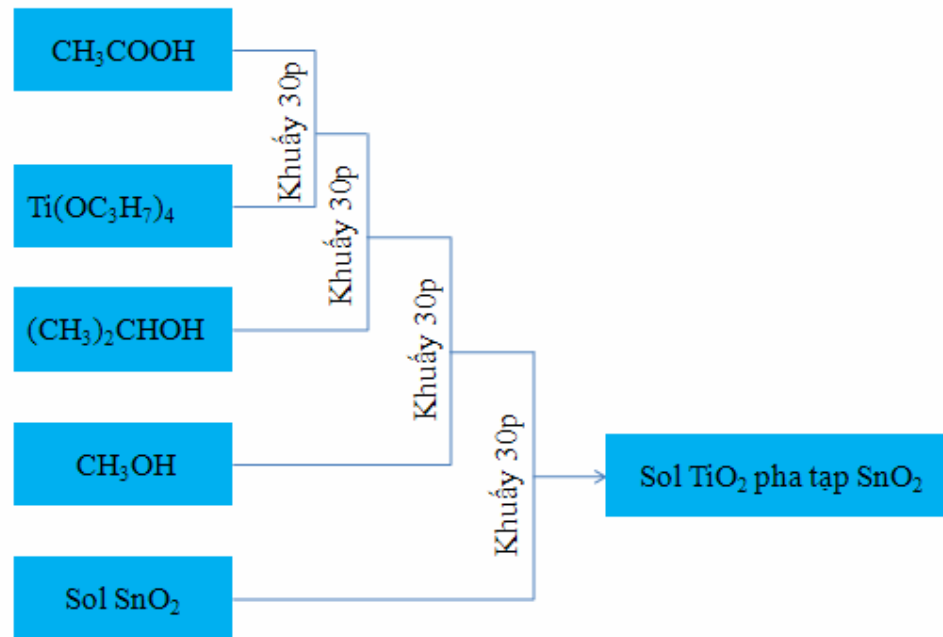 CH₃COOH
Khuấy 30p
Ti(OC₃H₇)₄
Khuấy 30p
(CH₃)₂CHOH
Khuấy 30p
CH₃OH
Khuấy 30p
Sol TiO₂ pha tạp SnO₂
Sol SnO₂